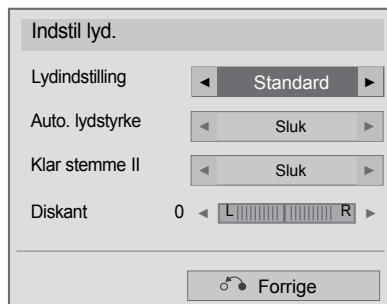 Indstil lyd.
Lydindstilling ◄ Standard ►
Auto. lydstyrke ◄ Sluk ►
Klar stemme II ◄ Sluk ►
Diskant 0 ◄ L R ►
Forrige